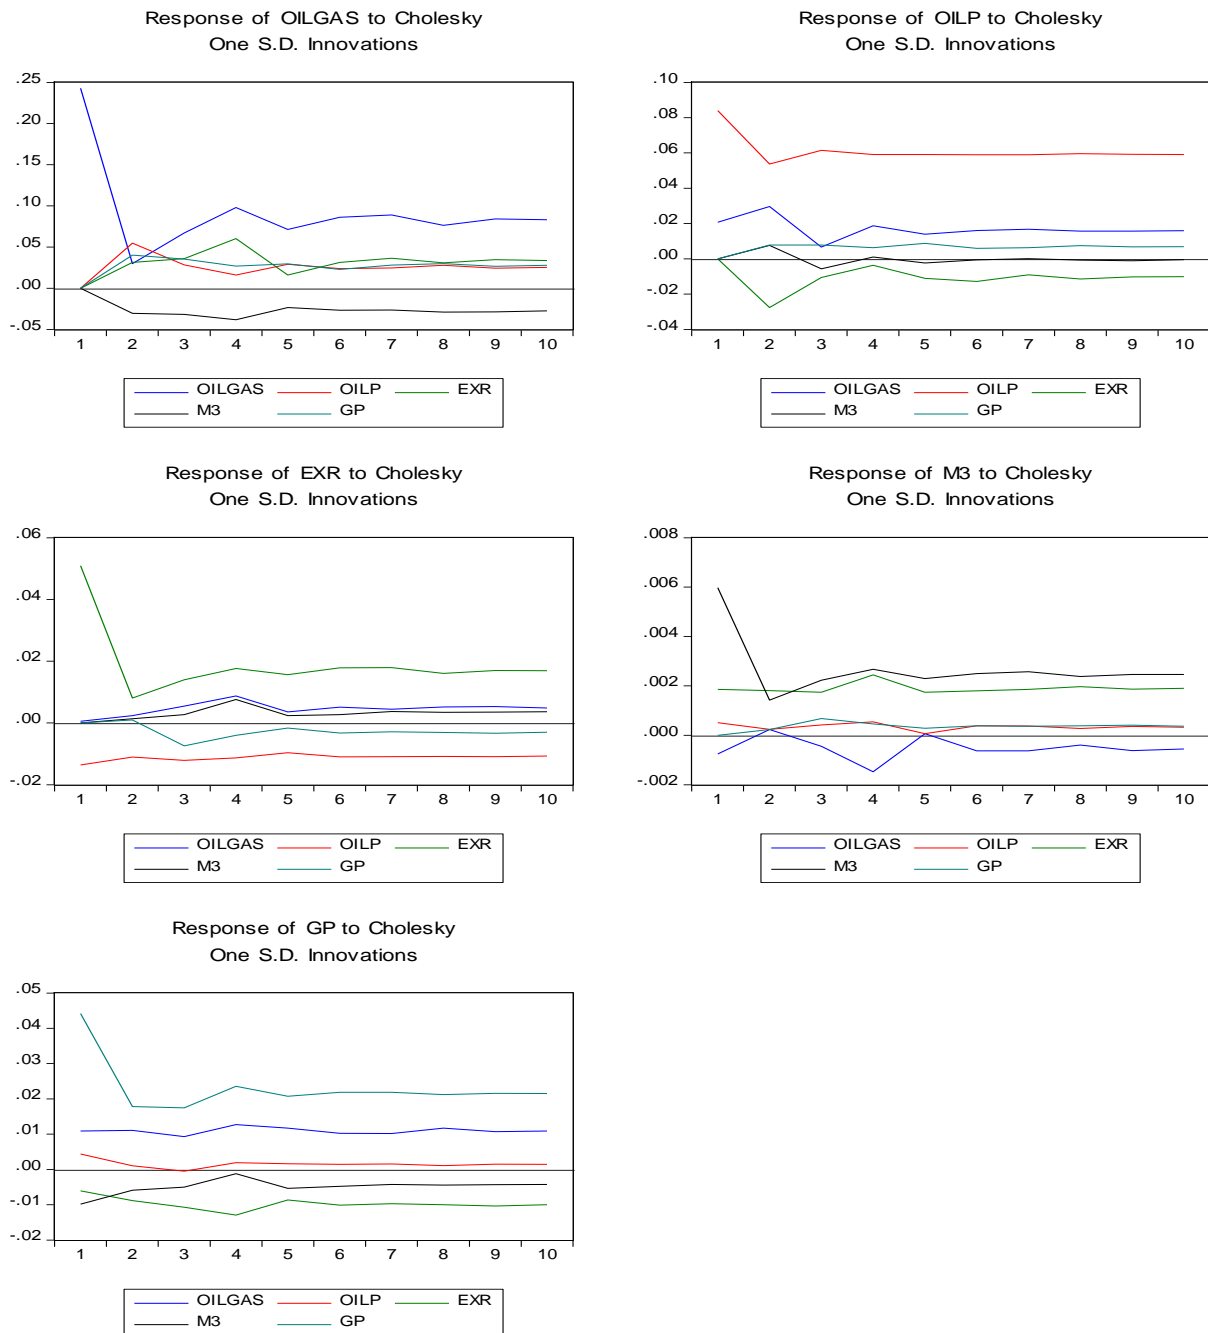 Response of OILGAS to Cholesky
One S.D. Innovations
.25
.20
.15
.10
.05
.00
-.05
1 2 3 4 5 6 7 8 9 10
OILGAS OILP EXR
M3 GP
Response of OILP to Cholesky
One S.D. Innovations
.10
.08
.06
.04
.02
.00
-.02
-.04
1 2 3 4 5 6 7 8 9 10
OILGAS OILP EXR
M3 GP
Response of EXR to Cholesky
One S.D. Innovations
.06
.04
.02
.00
-.02
1 2 3 4 5 6 7 8 9 10
OILGAS OILP EXR
M3 GP
Response of M3 to Cholesky
One S.D. Innovations
.008
.006
.004
.002
.000
-.002
1 2 3 4 5 6 7 8 9 10
OILGAS OILP EXR
M3 GP
Response of GP to Cholesky
One S.D. Innovations
.05
.04
.03
.02
.01
.00
-.01
-.02
1 2 3 4 5 6 7 8 9 10
OILGAS OILP EXR
M3 GP